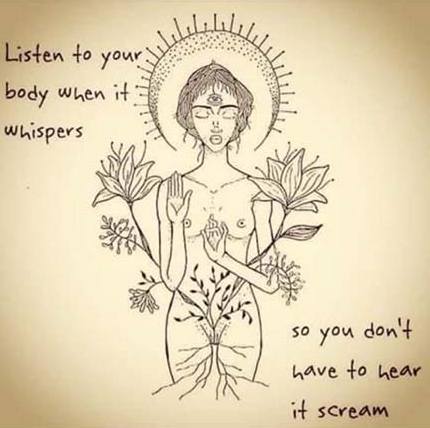 Listen to your
body when it
whispers
so you don't
have to hear
it scream